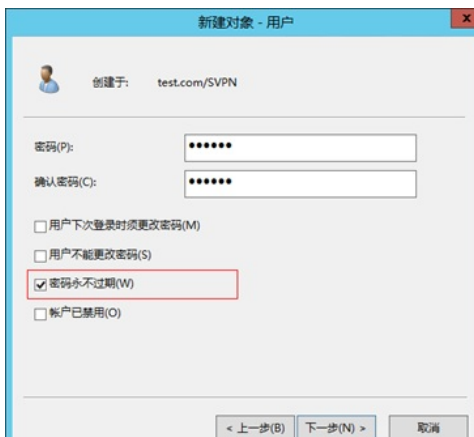 新建对象 - 用户
x
创建于: test.com/SVPN
密码(P): ••••••
确认密码(C): ••••••
用户下次登录时须更改密码(M)
用户不能更改密码(S)
密码永不过期(W)
帐户已禁用(O)
< 上一步(B) 下一步(N) > 取消